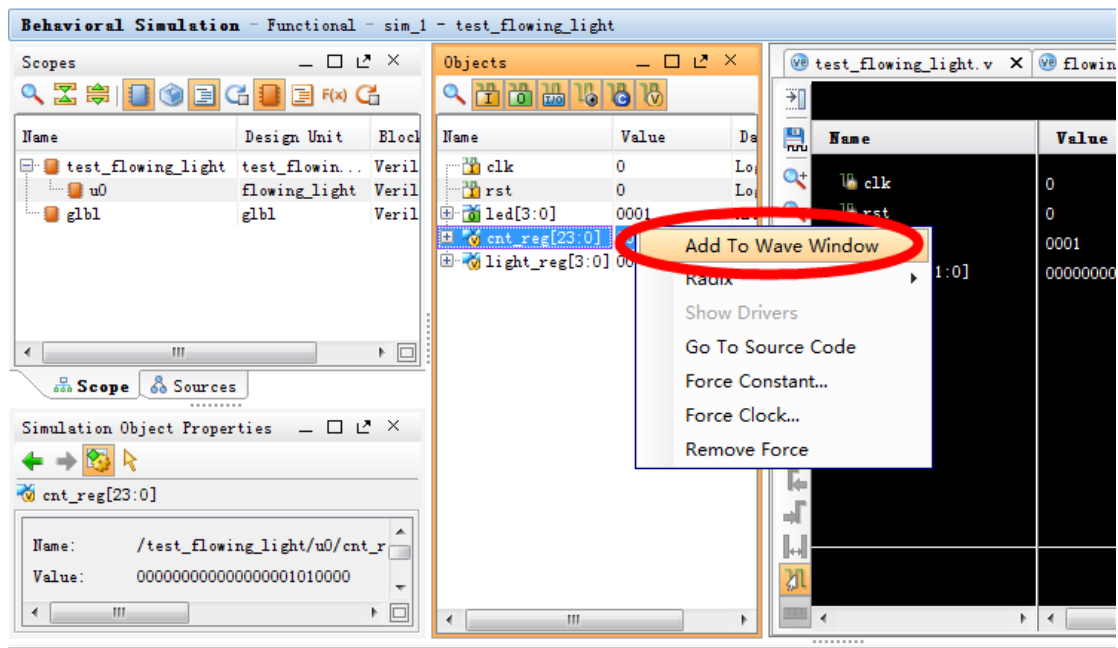 Behavioral Simulation - Functional - sim_1 - test_flowing_light
Scopes
F(x)
Name Design Unit Block
test_flowing_light test_flowin... Veril
u0 flowing_light Veril
glbl glbl Veril
Scope Sources
Simulation Object Properties
cnt_reg[23:0]
Name: /test_flowing_light/u0/cnt_r
Value: 000000000000000001010000
Objects
I O I/O C V
Name Value Da
clk 0 Log
rst 0 Log
led[3:0] 0001
cnt_reg[23:0]
light_reg[3:0] 00
Add To Wave Window
Radix
Show Drivers
Go To Source Code
Force Constant...
Force Clock...
Remove Force
test_flowing_light.v X flowin
Name Value
clk 0
rst 0
0001
1:0] 00000000